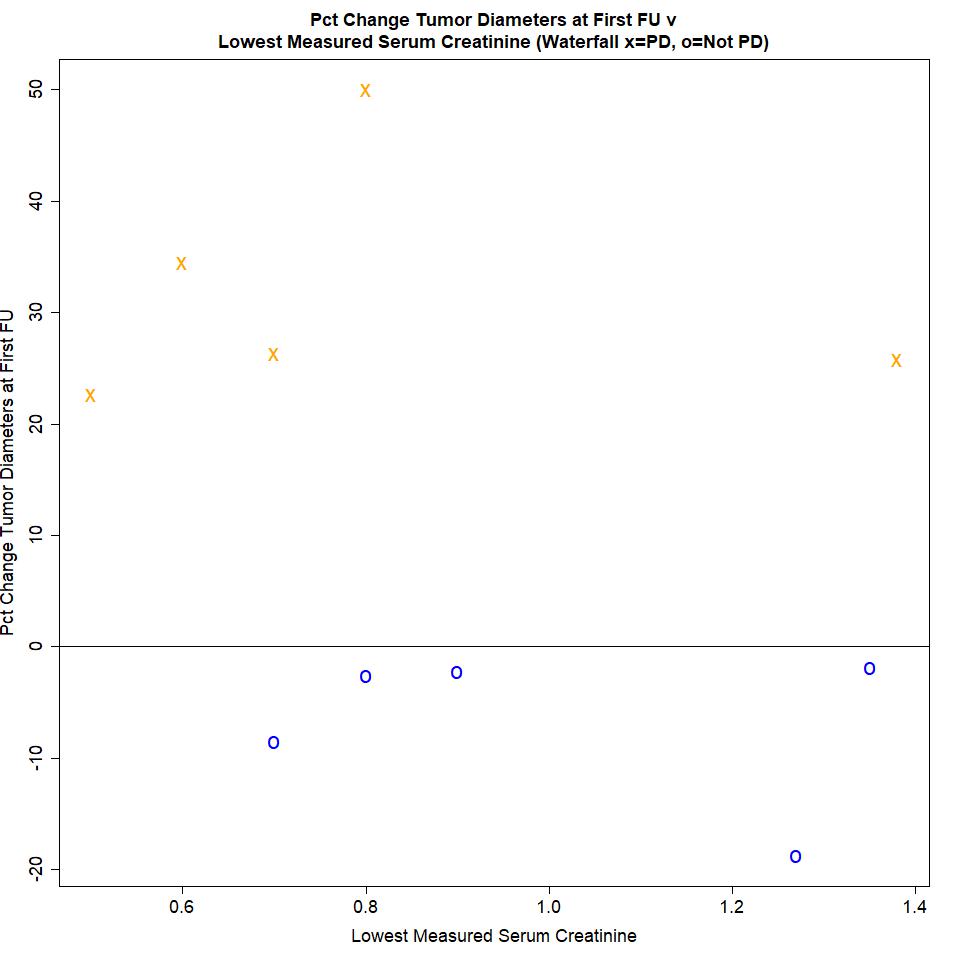 Pct Change Tumor Diameters at First FU v
Lowest Measured Serum Creatinine (Waterfall x=PD, o=Not PD)
Pct Change Tumor Diameters at First FU
50
40
30
20
10
0
-10
-20
X
X
X
X
X
O
O
O
O
O
0.6
0.8
1.0
1.2
1.4
Lowest Measured Serum Creatinine